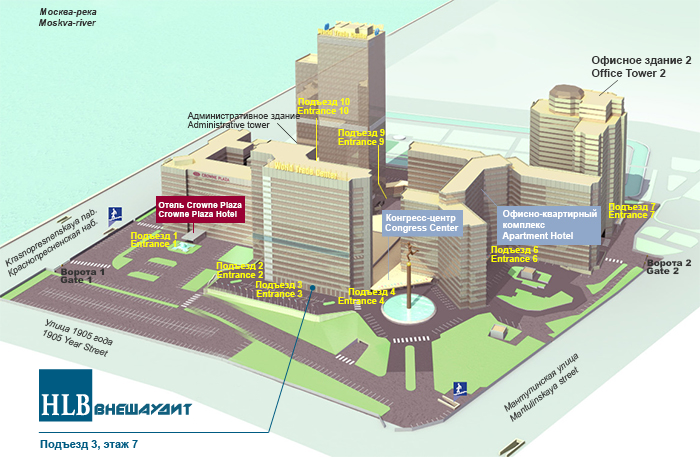 Москва-река
Moskva-river
World Trade Center
Офисное здание 2
Office Tower 2
Подъезд 10
Entrance 10
Административное здание
Administrative tower
Подъезд 9
Entrance 9
CROWNE PLAZA
World Trade Center
Отель Crowne Plaza
Crowne Plaza Hotel
Конгресс-центр
Congress Center
Офисно-квартирный
комплекс
Apartment Hotel
Подъезд 7
Entrance 7
Krasnopresnenskaya nab.
Краснопресненская наб.
Подъезд 1
Entrance 1
Подъезд 5
Entrance 6
Ворота 1
Gate 1
Подъезд 2
Entrance 2
Подъезд 3
Entrance 3
Подъезд 4
Entrance 4
Ворота 2
Gate 2
Улица 1905 года
1905 Year Street
Мантулинская улица
Mantulinskaya street
HLB ВНЕШАУДИТ
Подъезд 3, этаж 7